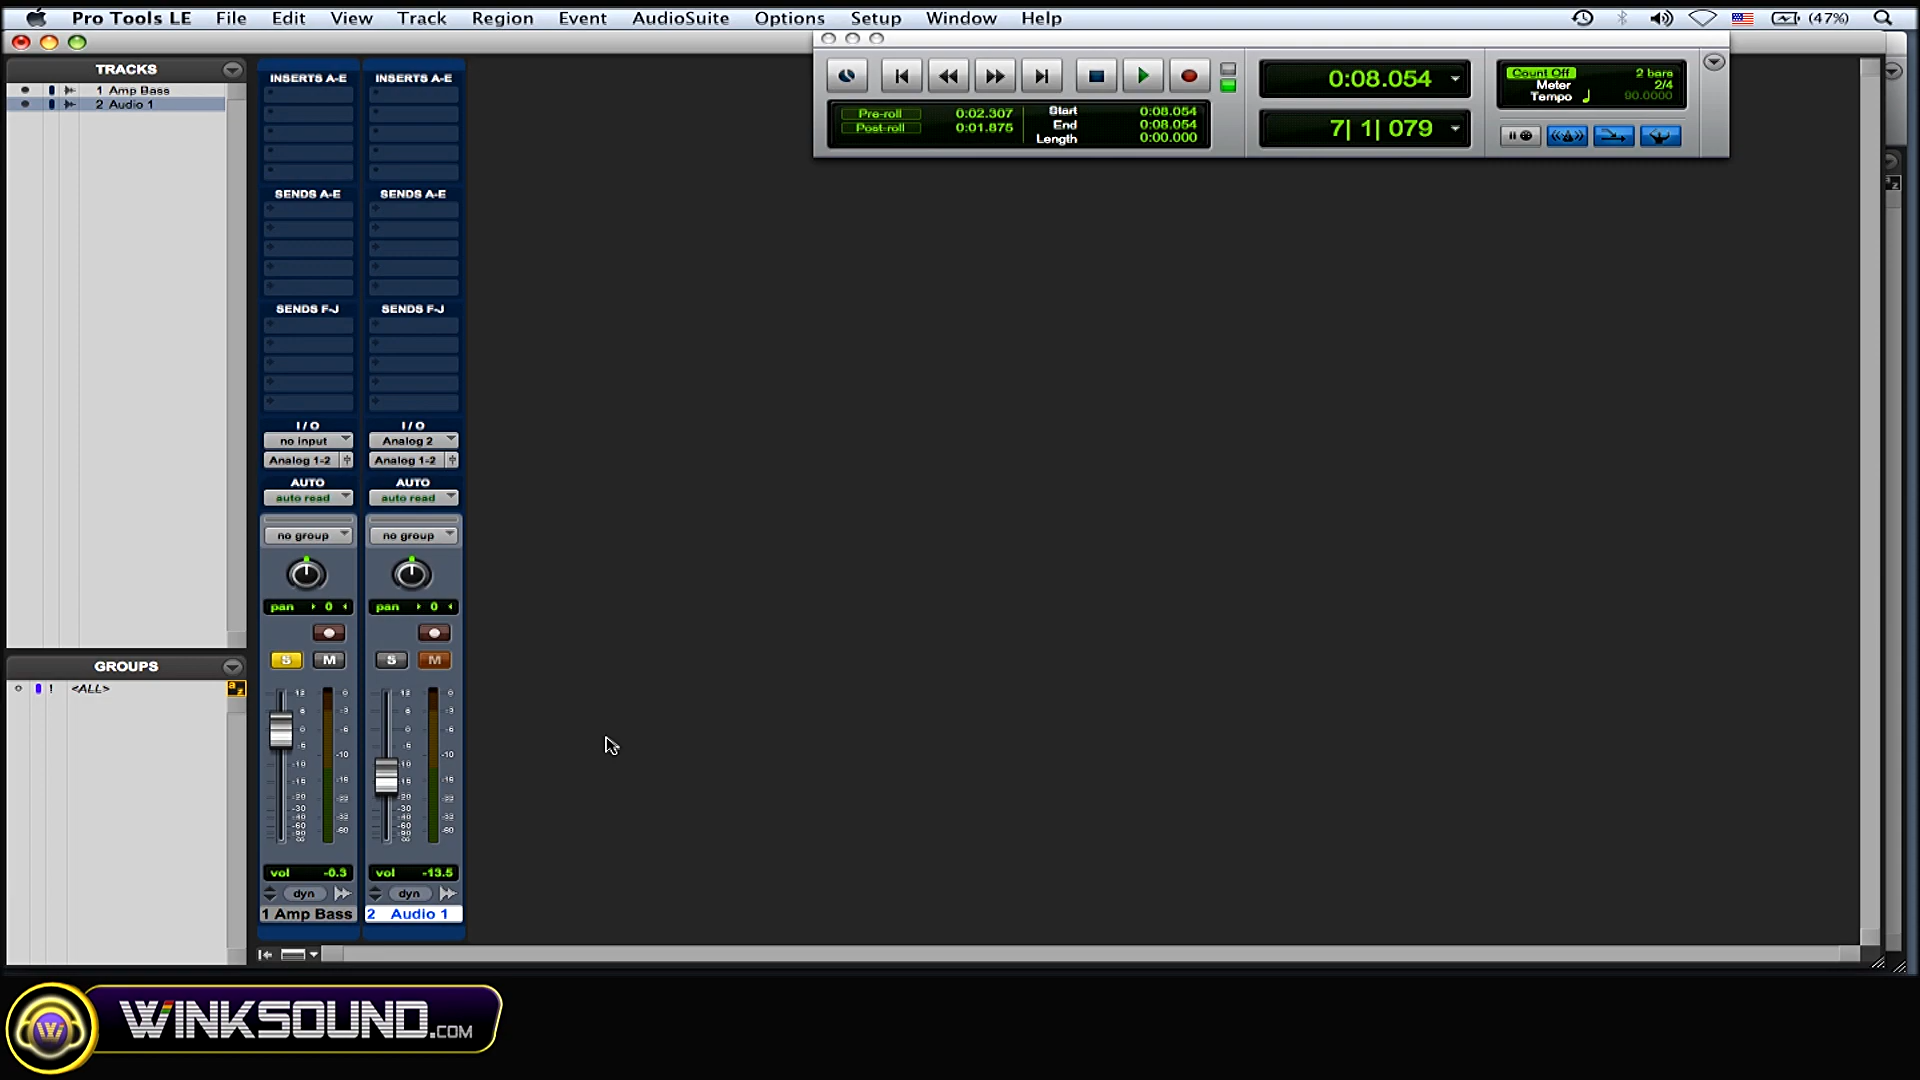 Pro Tools LE File Edit View Track Region Event AudioSuite Options Setup Window Help (47%)
TRACKS
1 Amp Bass
2 Audio 1
GROUPS
! <ALL>
a z
INSERTS A-E INSERTS A-E
SENDS A-E SENDS A-E
SENDS F-J SENDS F-J
I / O I / O
no input Analog 2
Analog 1-2 Analog 1-2
AUTO AUTO
auto read auto read
no group no group
pan 0 pan 0
S M S M
vol -0.3 vol -13.5
dyn dyn
1 Amp Bass 2 Audio 1
Pre-roll 0:02.307
Post-roll 0:01.875
Start 0:08.054
End 0:08.054
Length 0:00.000
0:08.054
7| 1| 079
Count Off 2 bars
Meter 2/4
Tempo 90.0000
WINKSOUND.COM